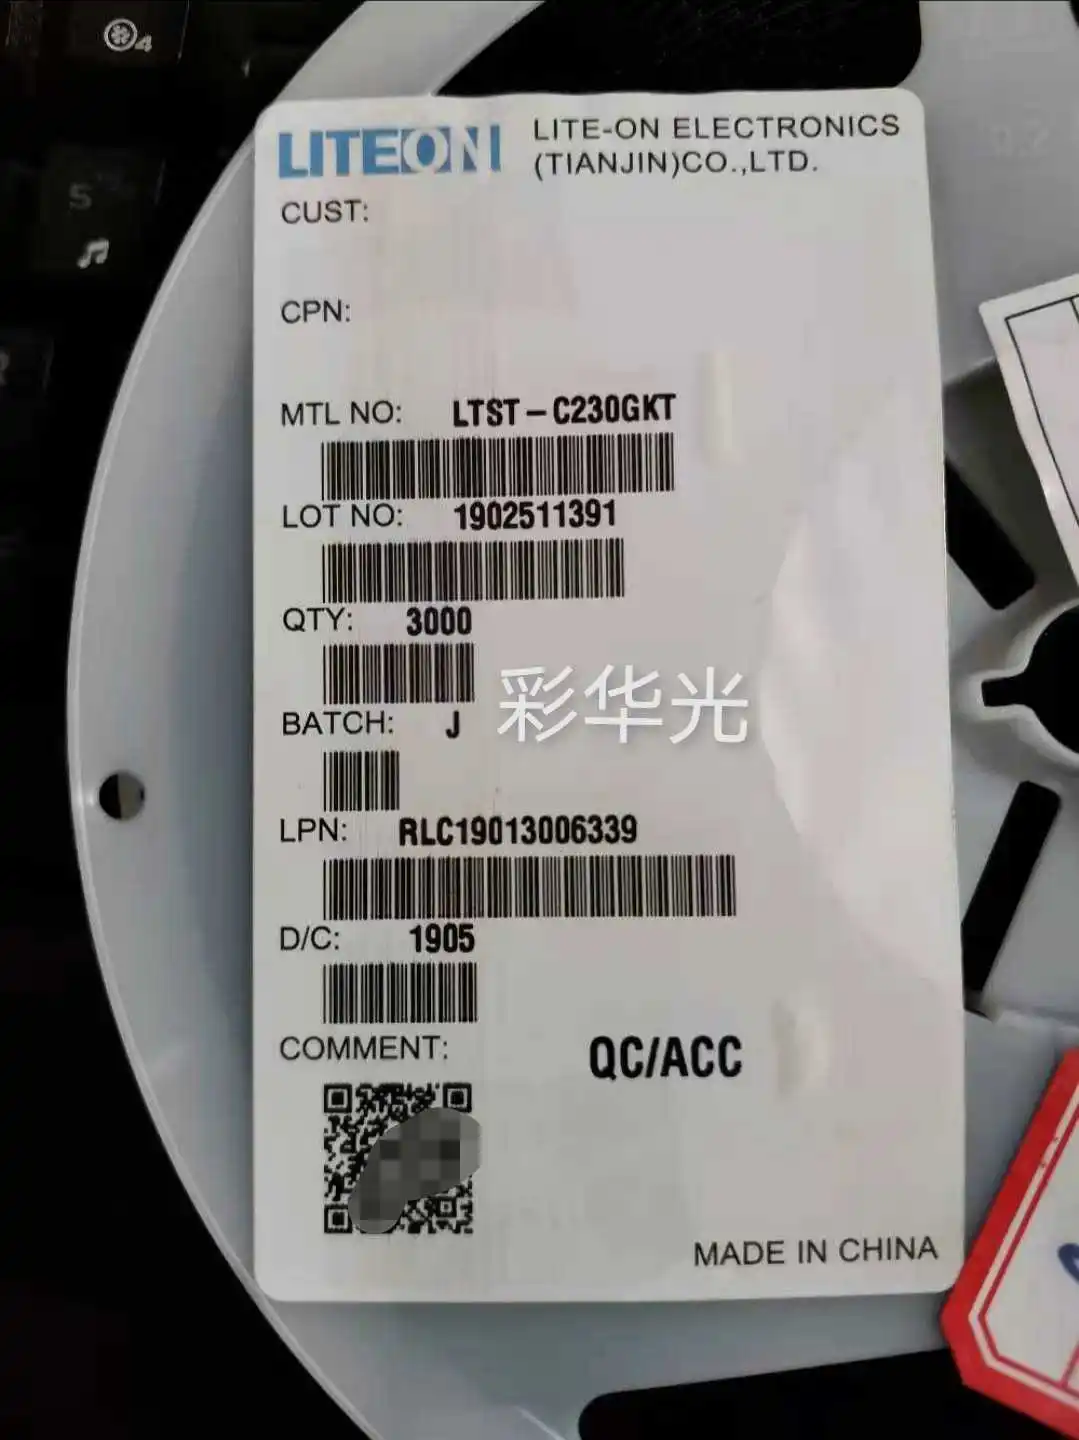 4
LITEON
LITE-ON ELECTRONICS
(TIANJIN)CO.,LTD.
CUST:
S
CPN:
MTL NO: LTST-C230GKT
LOT NO: 1902511391
QTY: 3000
彩华光
BATCH: J
LPN: RLC19013006339
D/C: 1905
COMMENT: QC/ACC
MADE IN CHINA